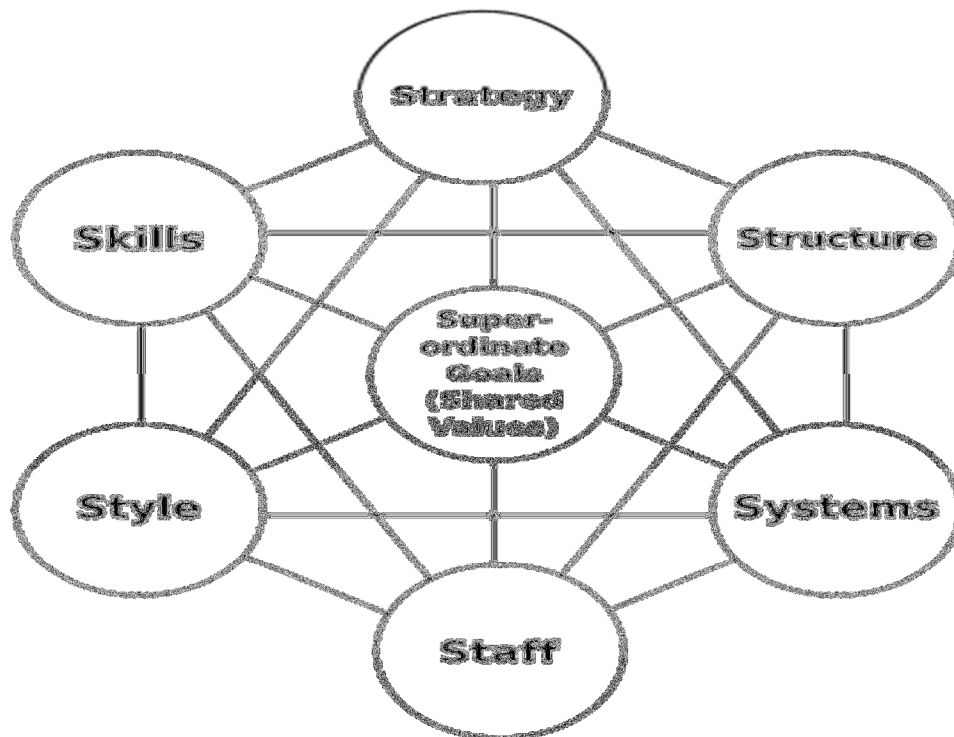 Strategy
Skills
Structure
Super-
ordinate
Goals
(Shared
Values)
Style
Systems
Staff